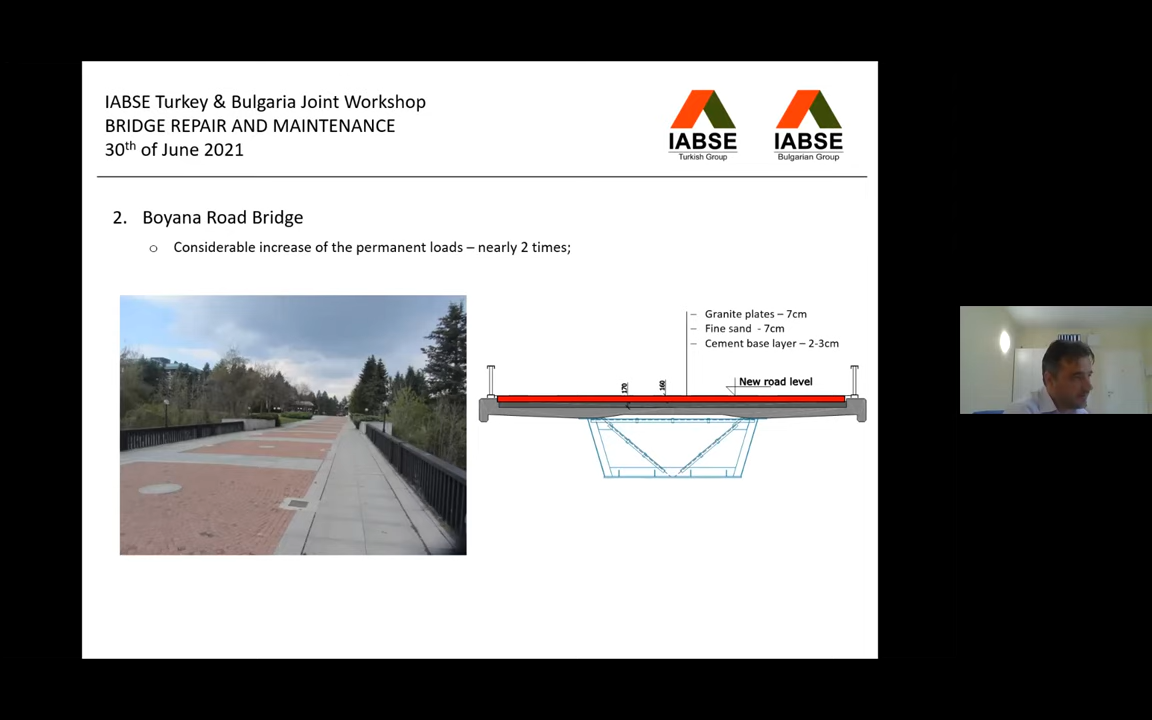 IABSE Turkey & Bulgaria Joint Workshop
BRIDGE REPAIR AND MAINTENANCE
30th of June 2021
IABSE
Turkish Group
IABSE
Bulgarian Group
2. Boyana Road Bridge
o Considerable increase of the permanent loads – nearly 2 times;
– Granite plates – 7cm
– Fine sand - 7cm
– Cement base layer – 2-3cm
New road level
170
160